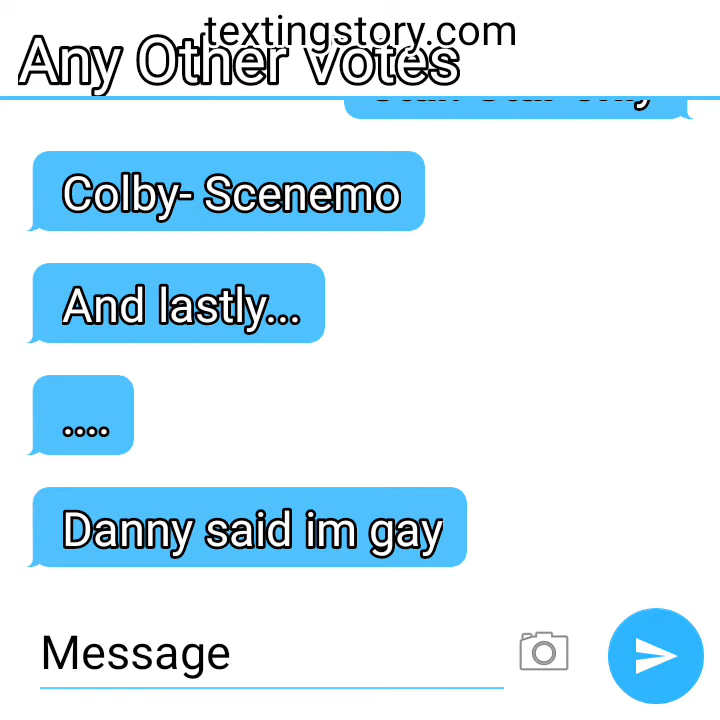 textingstory.com
Any Other Votes
Colby- Scenemo
And lastly...
....
Danny said im gay
Message